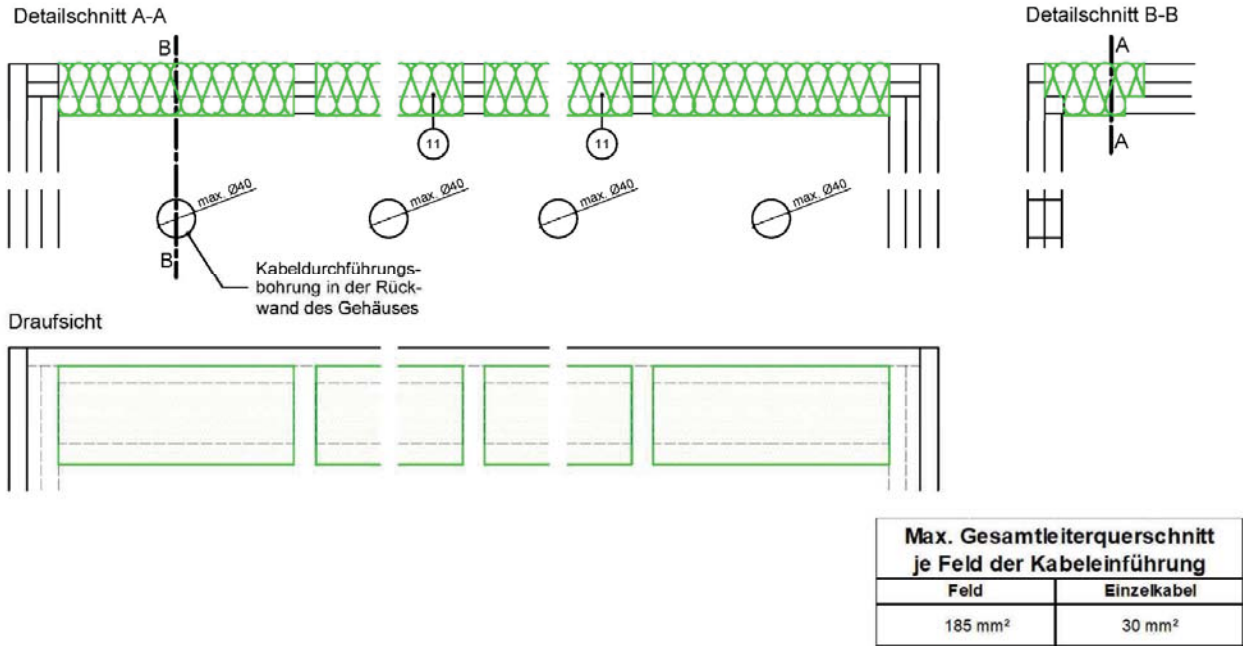 Detailschnitt A-A
Detailschnitt B-B
B
A
11
11
A
max. Ø40
max. Ø40
max. Ø40
max. Ø40
B
Kabeldurchführungs-
bohrung in der Rück-
wand des Gehäuses
Draufsicht
Max. Gesamtleiterquerschnitt
je Feld der Kabeleinführung
Feld Einzelkabel
185 mm² 30 mm²